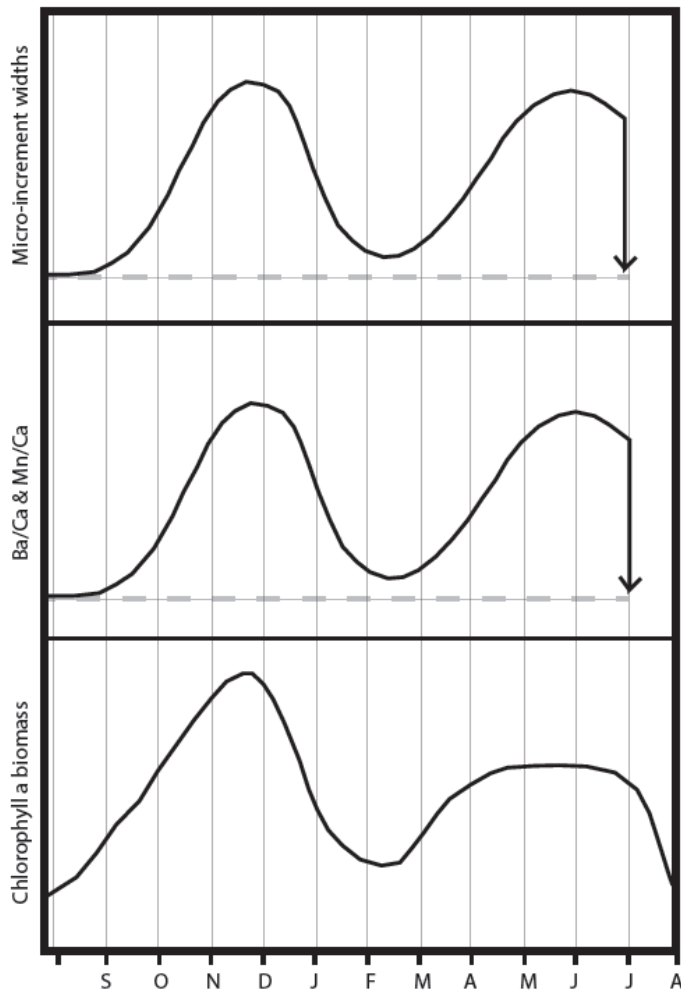 Micro-increment widths
Ba/Ca & Mn/Ca
Chlorophyll a biomass
S O N D J F M A M J J A